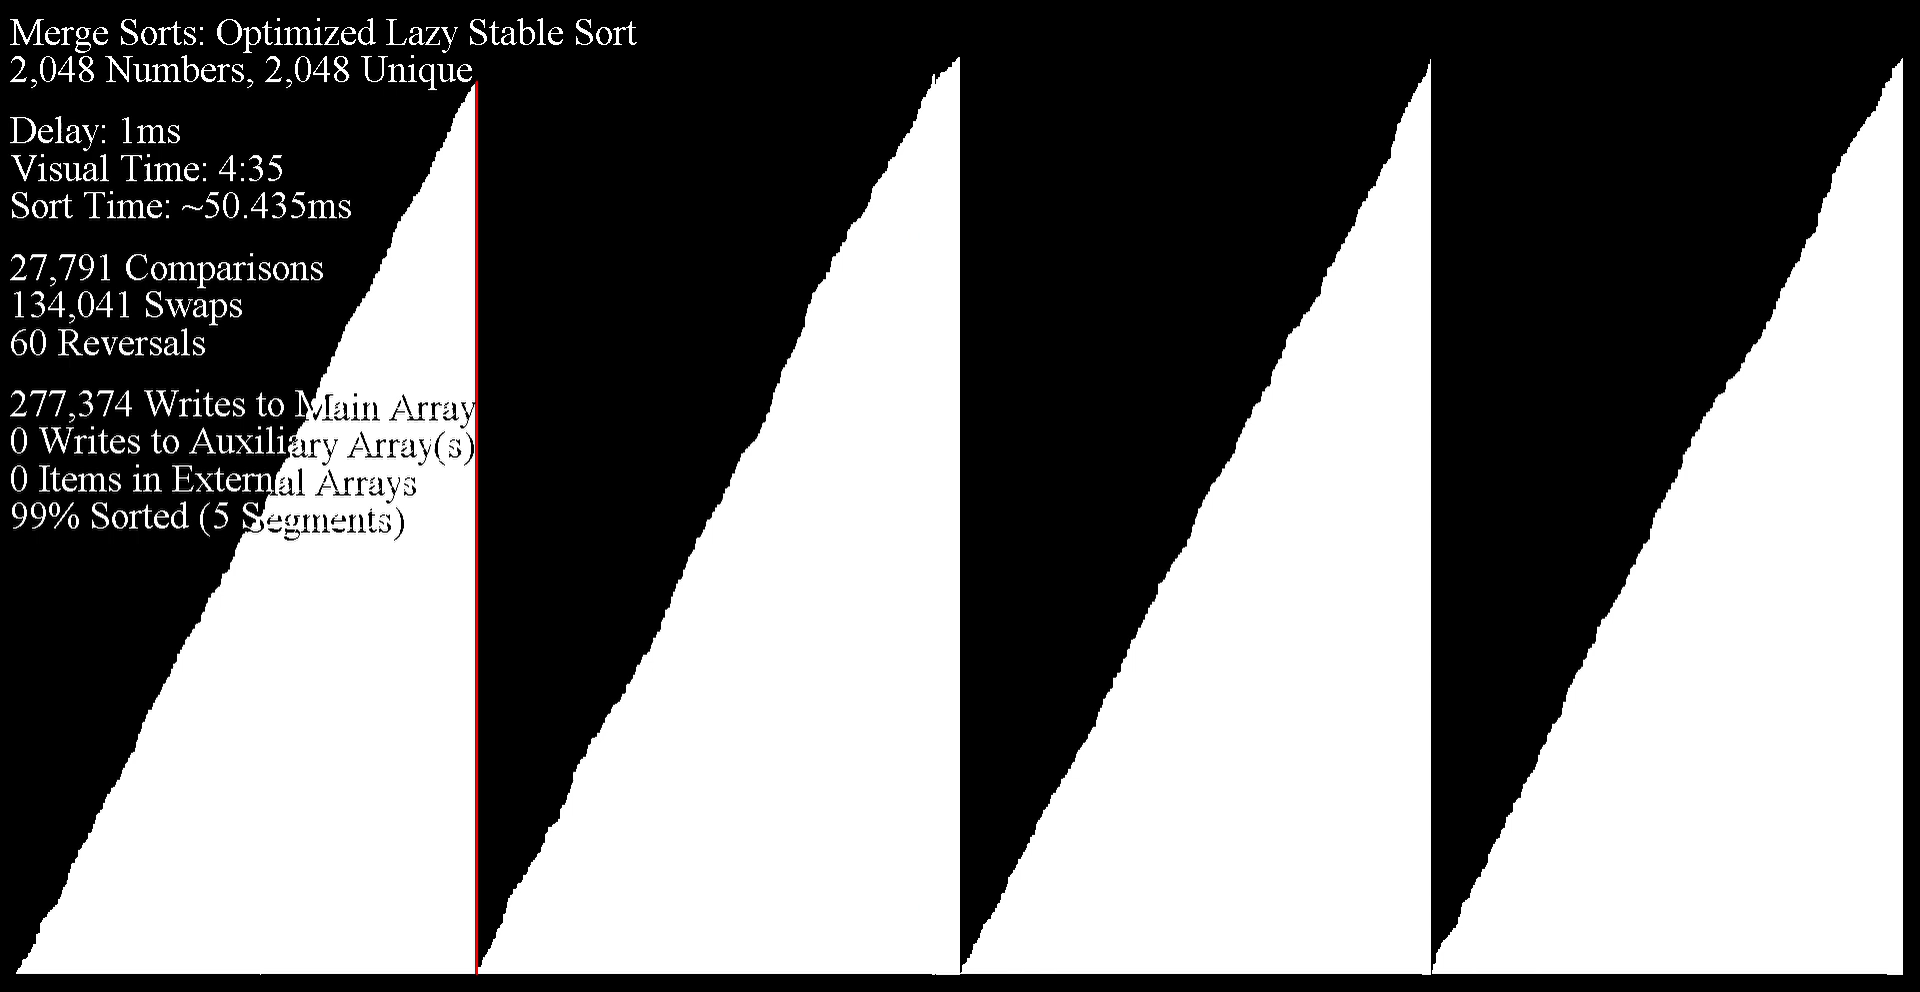 Merge Sorts: Optimized Lazy Stable Sort
2,048 Numbers, 2,048 Unique
Delay: 1ms
Visual Time: 4:35
Sort Time: ~50.435ms
27,791 Comparisons
134,041 Swaps
60 Reversals
277,374 Writes to Main Array
0 Writes to Auxiliary Array(s)
0 Items in External Arrays
99% Sorted (5 Segments)